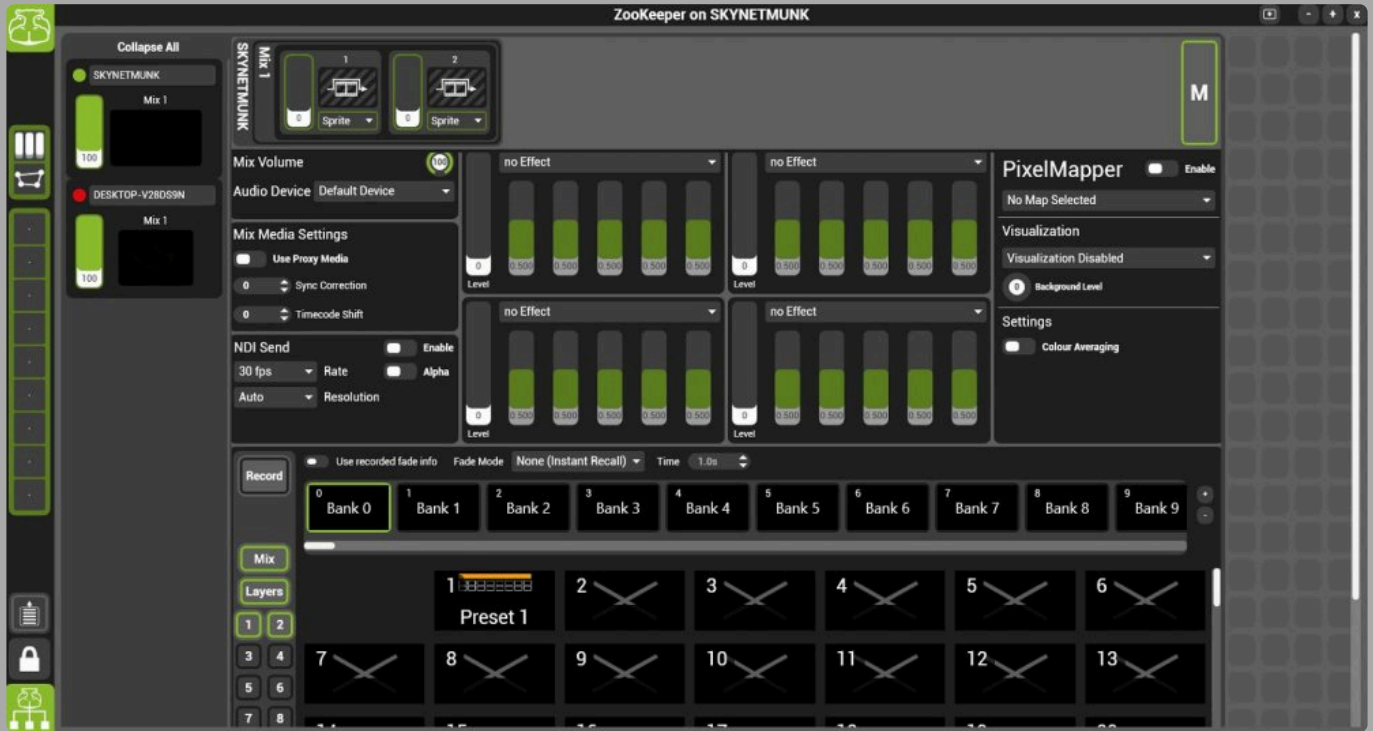 ZooKeeper on SKYNETMUNK
Collapse All
SKYNETMUNK
Mix 1
100
DESKTOP-V28DS9N
Mix 1
100
SKYNETMUNK
Mix 1
1
0
Sprite
2
0
Sprite
M
Mix Volume
100
Audio Device Default Device
Mix Media Settings
Use Proxy Media
0 Sync Correction
0 Timecode Shift
NDI Send Enable
30 fps Rate Alpha
Auto Resolution
no Effect
0 0.500 0.500 0.500 0.500 0.500
Level
no Effect
0 0.500 0.500 0.500 0.500 0.500
Level
no Effect
0 0.500 0.500 0.500 0.500 0.500
Level
no Effect
0 0.500 0.500 0.500 0.500 0.500
Level
PixelMapper Enable
No Map Selected
Visualization
Visualization Disabled
0 Background Level
Settings
Colour Averaging
Record
Use recorded fade info Fade Mode None (Instant Recall) Time 1.0s
0 1 2 3 4 5 6 7 8 9
Bank 0 Bank 1 Bank 2 Bank 3 Bank 4 Bank 5 Bank 6 Bank 7 Bank 8 Bank 9
Mix
Layers
1 2
3 4
5 6
7 8
1 2 3 4 5 6
Preset 1
7 8 9 10 11 12 13